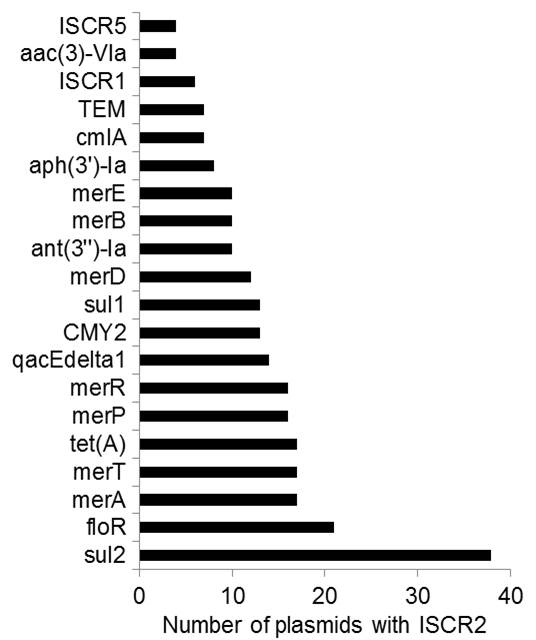 ISCR5
aac(3)-VIa
ISCR1
TEM
cmlA
aph(3')-Ia
merE
merB
ant(3'')-Ia
merD
sul1
CMY2
qacEdelta1
merR
merP
tet(A)
merT
merA
floR
sul2
0 10 20 30 40
Number of plasmids with ISCR2